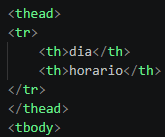 <thead>
<tr>
<th>dia</th>
<th>horario</th>
</tr>
</thead>
<tbody>